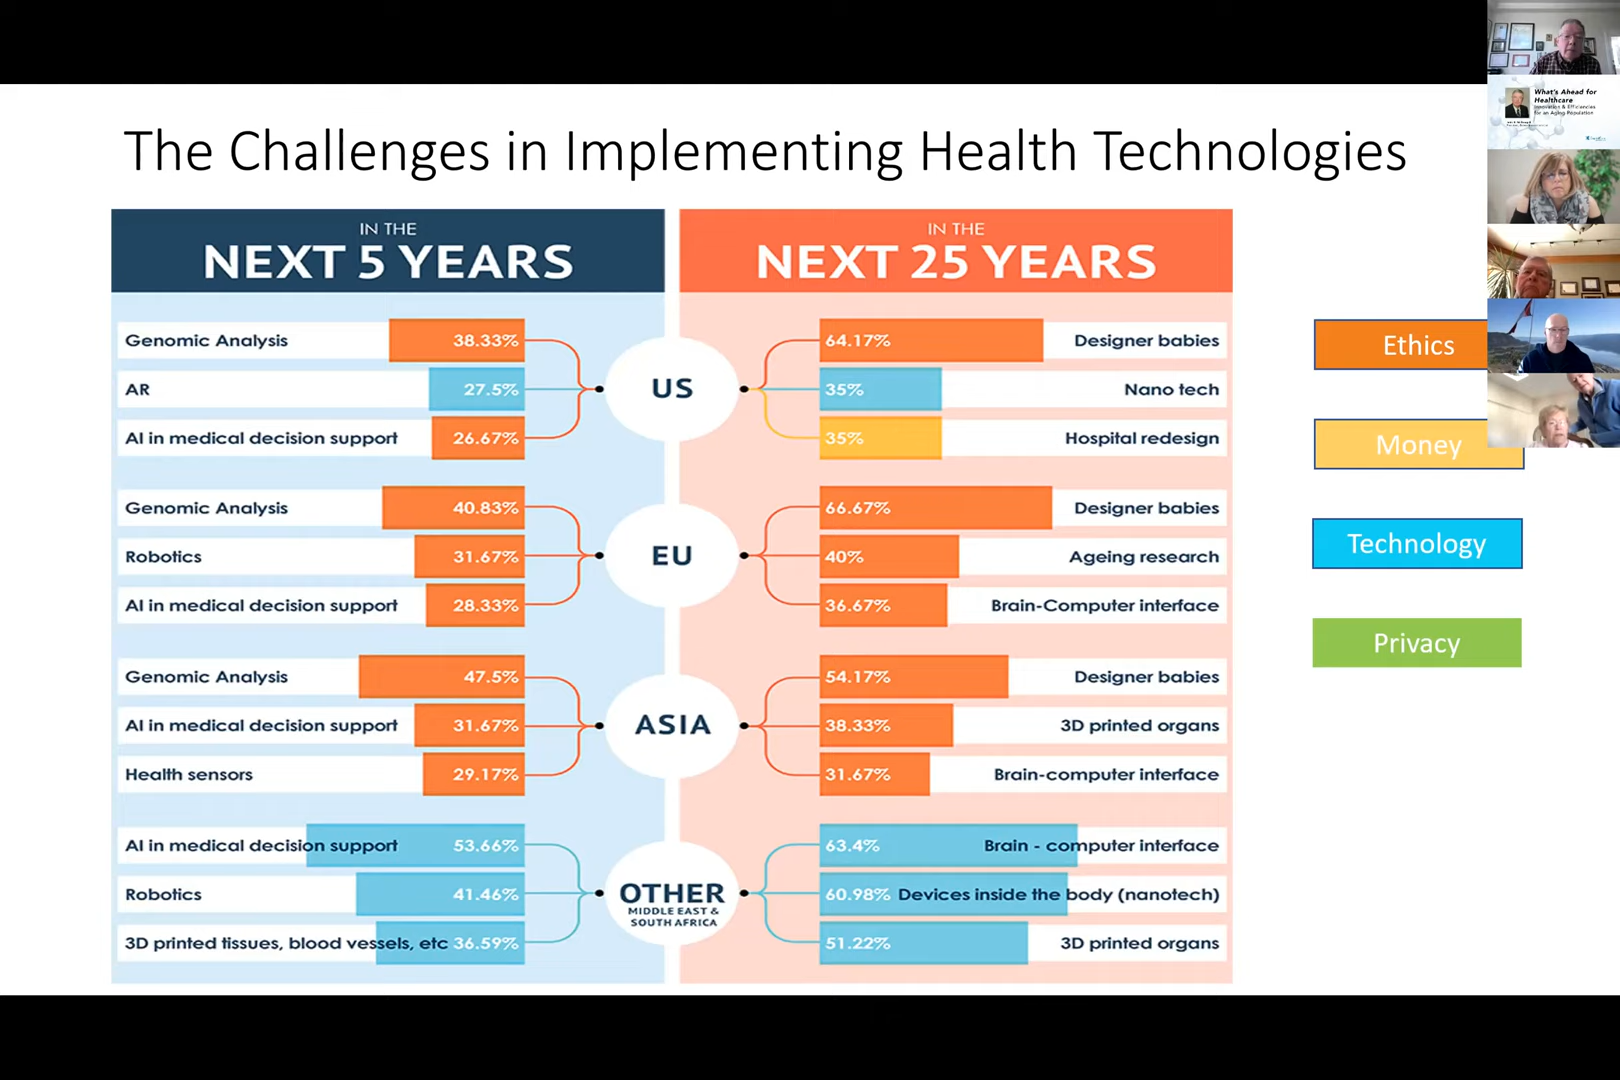 The Challenges in Implementing Health Technologies
IN THE
NEXT 5 YEARS
IN THE
NEXT 25 YEARS
Genomic Analysis 38.33%
AR 27.5%
AI in medical decision support 26.67%
US
64.17% Designer babies
35% Nano tech
35% Hospital redesign
Genomic Analysis 40.83%
Robotics 31.67%
AI in medical decision support 28.33%
EU
66.67% Designer babies
40% Ageing research
36.67% Brain-Computer interface
Genomic Analysis 47.5%
AI in medical decision support 31.67%
Health sensors 29.17%
ASIA
54.17% Designer babies
38.33% 3D printed organs
31.67% Brain-computer interface
AI in medical decision support 53.66%
Robotics 41.46%
3D printed tissues, blood vessels, etc 36.59%
OTHER
MIDDLE EAST &
SOUTH AFRICA
63.4% Brain - computer interface
60.98% Devices inside the body (nanotech)
51.22% 3D printed organs
Ethics
Money
Technology
Privacy
What's Ahead for
Healthcare
Innovation & Efficiencies
for an Aging Population